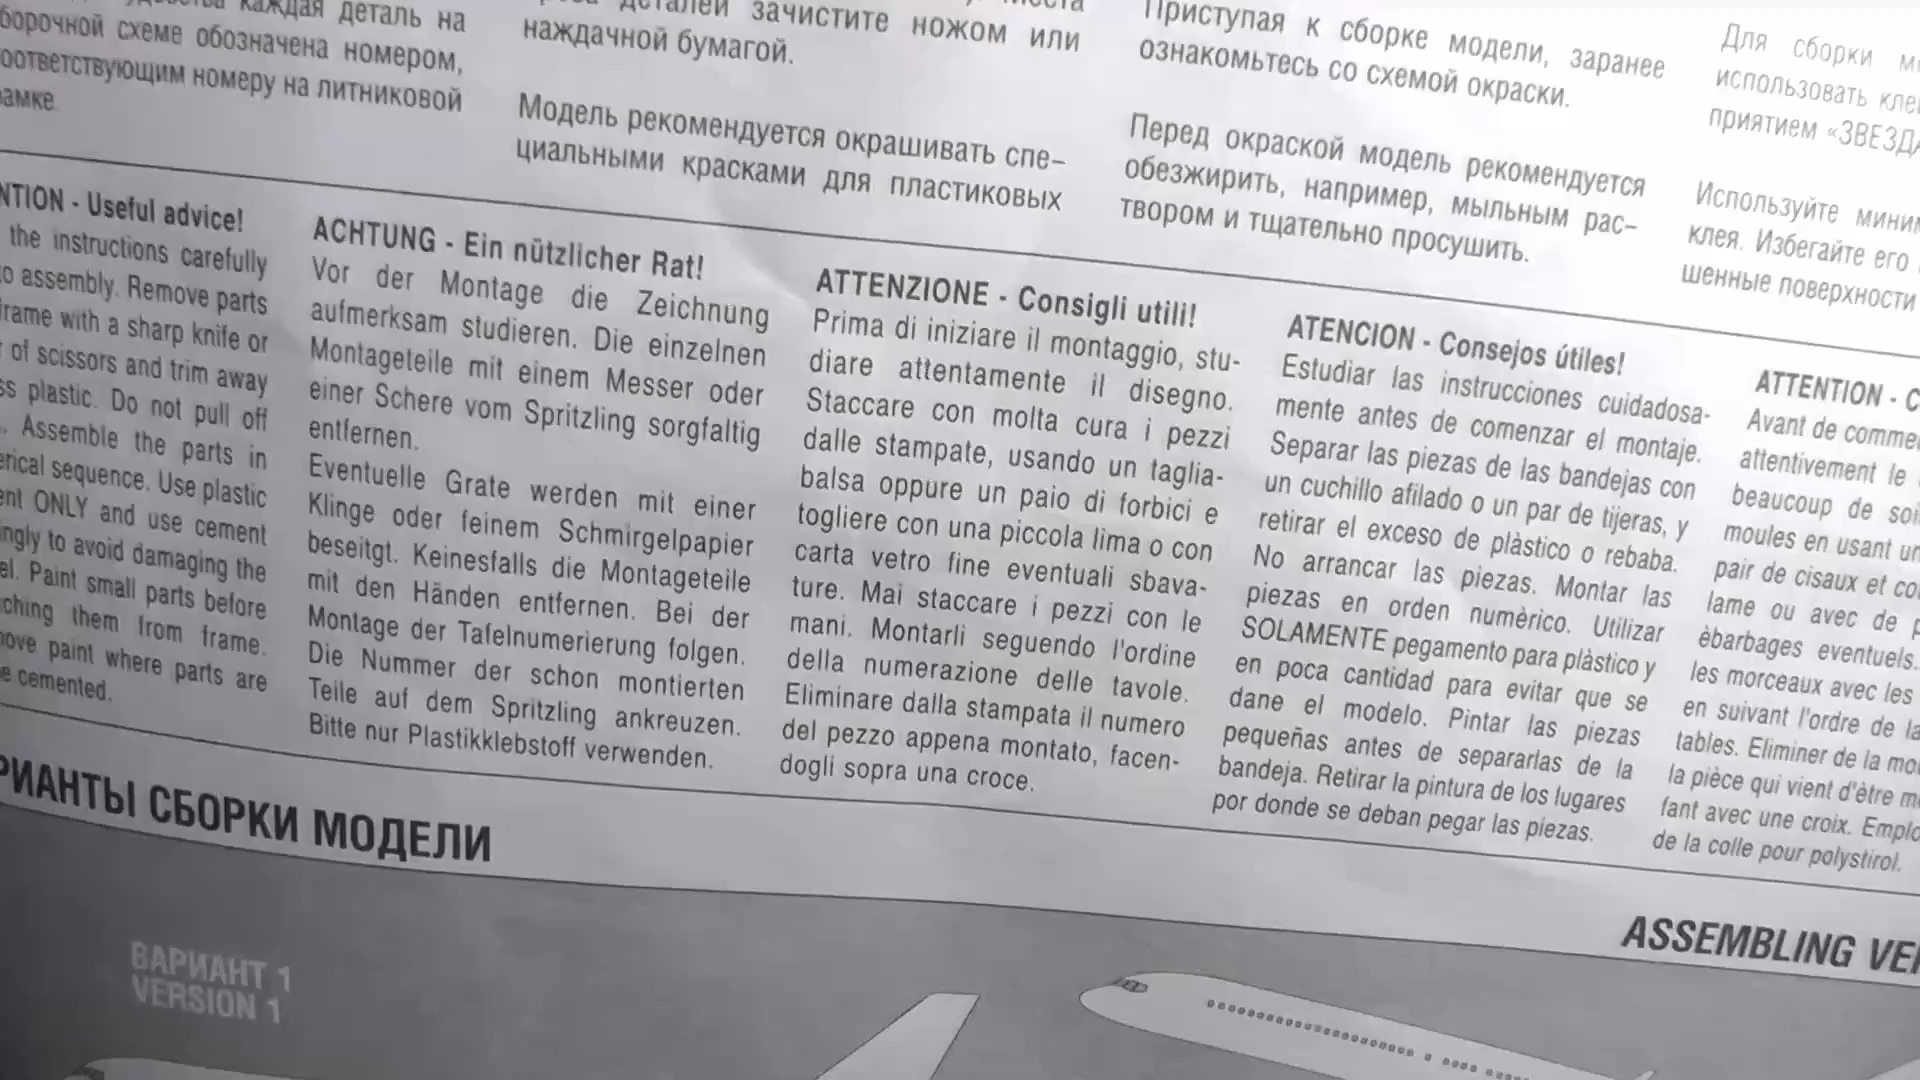 каждая деталь на
борочной схеме обозначена номером,
оответствующим номеру на литниковой
амке
деталей зачистите ножом или
наждачной бумагой.
Модель рекомендуется окрашивать спе–
циальными красками для пластиковых
Приступая к сборке модели, заранее
ознакомьтесь со схемой окраски.
Перед окраской модель рекомендуется
обезжирить, например, мыльным рас–
твором и тщательно просушить.
Для сборки
использовать кле
приятием «ЗВЕЗДА
Используйте миним
клея. Избегайте его
шенные поверхности
NTION - Useful advice!
the instructions carefully
to assembly. Remove parts
frame with a sharp knife or
of scissors and trim away
ss plastic. Do not pull off
Assemble the parts in
erical sequence. Use plastic
ent ONLY and use cement
ingly to avoid damaging the
el. Paint small parts before
ching them from frame.
move paint where parts are
e cemented.
ACHTUNG - Ein nützlicher Rat!
Vor der Montage die Zeichnung
aufmerksam studieren. Die einzelnen
Montageteile mit einem Messer oder
einer Schere vom Spritzling sorgfaltig
entfernen.
Eventuelle Grate werden mit einer
Klinge oder feinem Schmirgelpapier
beseitgt. Keinesfalls die Montageteile
mit den Händen entfernen. Bei der
Montage der Tafelnumerierung folgen.
Die Nummer der schon montierten
Teile auf dem Spritzling ankreuzen.
Bitte nur Plastikklebstoff verwenden.
ATTENZIONE - Consigli utili!
Prima di iniziare il montaggio, stu-
diare attentamente il disegno.
Staccare con molta cura i pezzi
dalle stampate, usando un taglia-
balsa oppure un paio di forbici e
togliere con una piccola lima o con
carta vetro fine eventuali sbava-
ture. Mai staccare i pezzi con le
mani. Montarli seguendo l'ordine
della numerazione delle tavole.
Eliminare dalla stampata il numero
del pezzo appena montato, facen-
dogli sopra una croce.
ATENCION - Consejos útiles!
Estudiar las instrucciones cuidadosa-
mente antes de comenzar el montaje.
Separar las piezas de las bandejas con
un cuchillo afilado o un par de tijeras, y
retirar el exceso de plàstico o rebaba.
No arrancar las piezas. Montar las
piezas en orden numèrico. Utilizar
SOLAMENTE pegamento para plàstico y
en poca cantidad para evitar que se
dane el modelo. Pintar las piezas
pequeñas antes de separarlas de la
bandeja. Retirar la pintura de los lugares
por donde se deban pegar las piezas.
ATTENTION - C
Avant de comme
attentivement le
beaucoup de soi
moules en usant un
pair de cisaux et co
lame ou avec de p
èbarbages eventuels.
les morceaux avec les
en suivant l'ordre de la
tables. Eliminer de la mo
la pièce qui vient d'ètre m
fant avec une croix. Emplo
de la colle pour polystirol.
РИАНТЫ СБОРКИ МОДЕЛИ
ASSEMBLING VER
ВАРИАНТ 1
VERSION 1